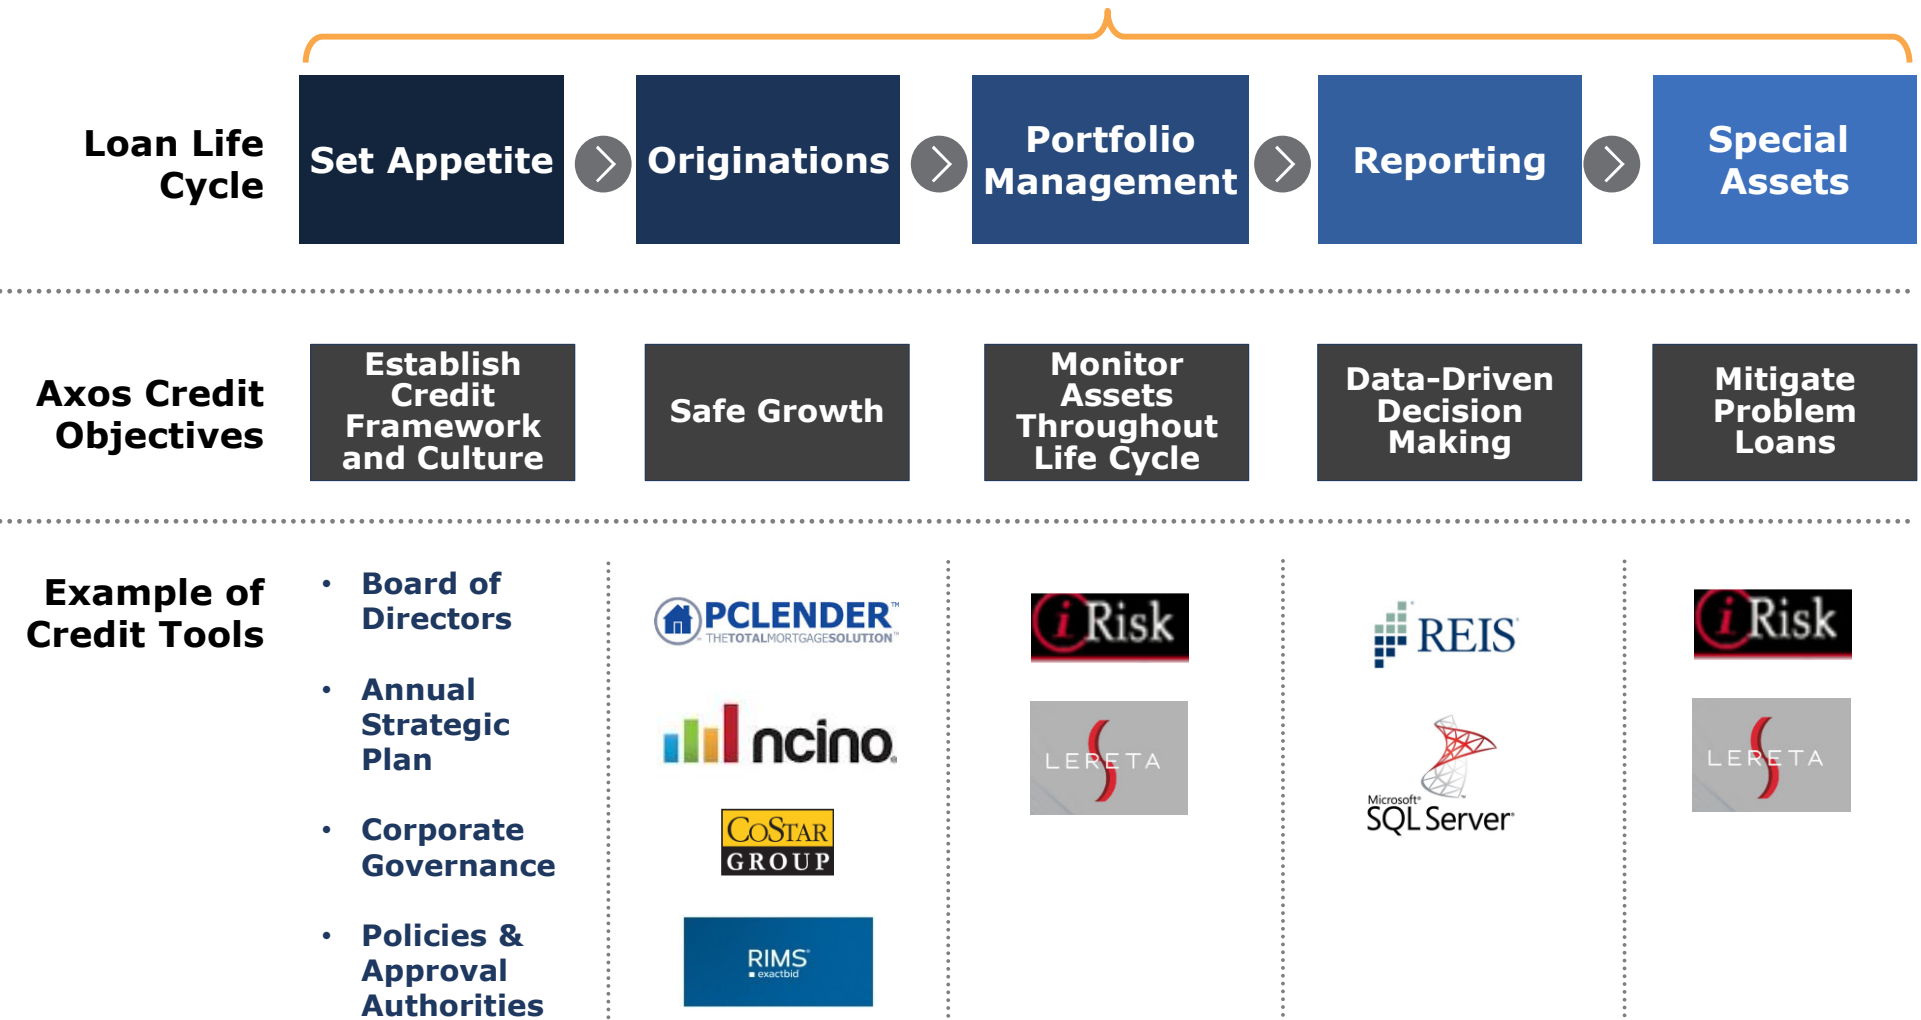 Loan Life
Cycle
Set Appetite
Originations
Portfolio
Management
Reporting
Special
Assets
Axos Credit
Objectives
Establish
Credit
Framework
and Culture
Safe Growth
Monitor
Assets
Throughout
Life Cycle
Data-Driven
Decision
Making
Mitigate
Problem
Loans
Example of
Credit Tools
• Board of
Directors
• Annual
Strategic
Plan
• Corporate
Governance
• Policies &
Approval
Authorities
PCLENDER™
THETOTALMORTGAGESOLUTION™
ncino®
COSTAR
GROUP
RIMS®
exactbid
iRisk
LERETA
REIS
Microsoft®
SQL Server®
iRisk
LERETA